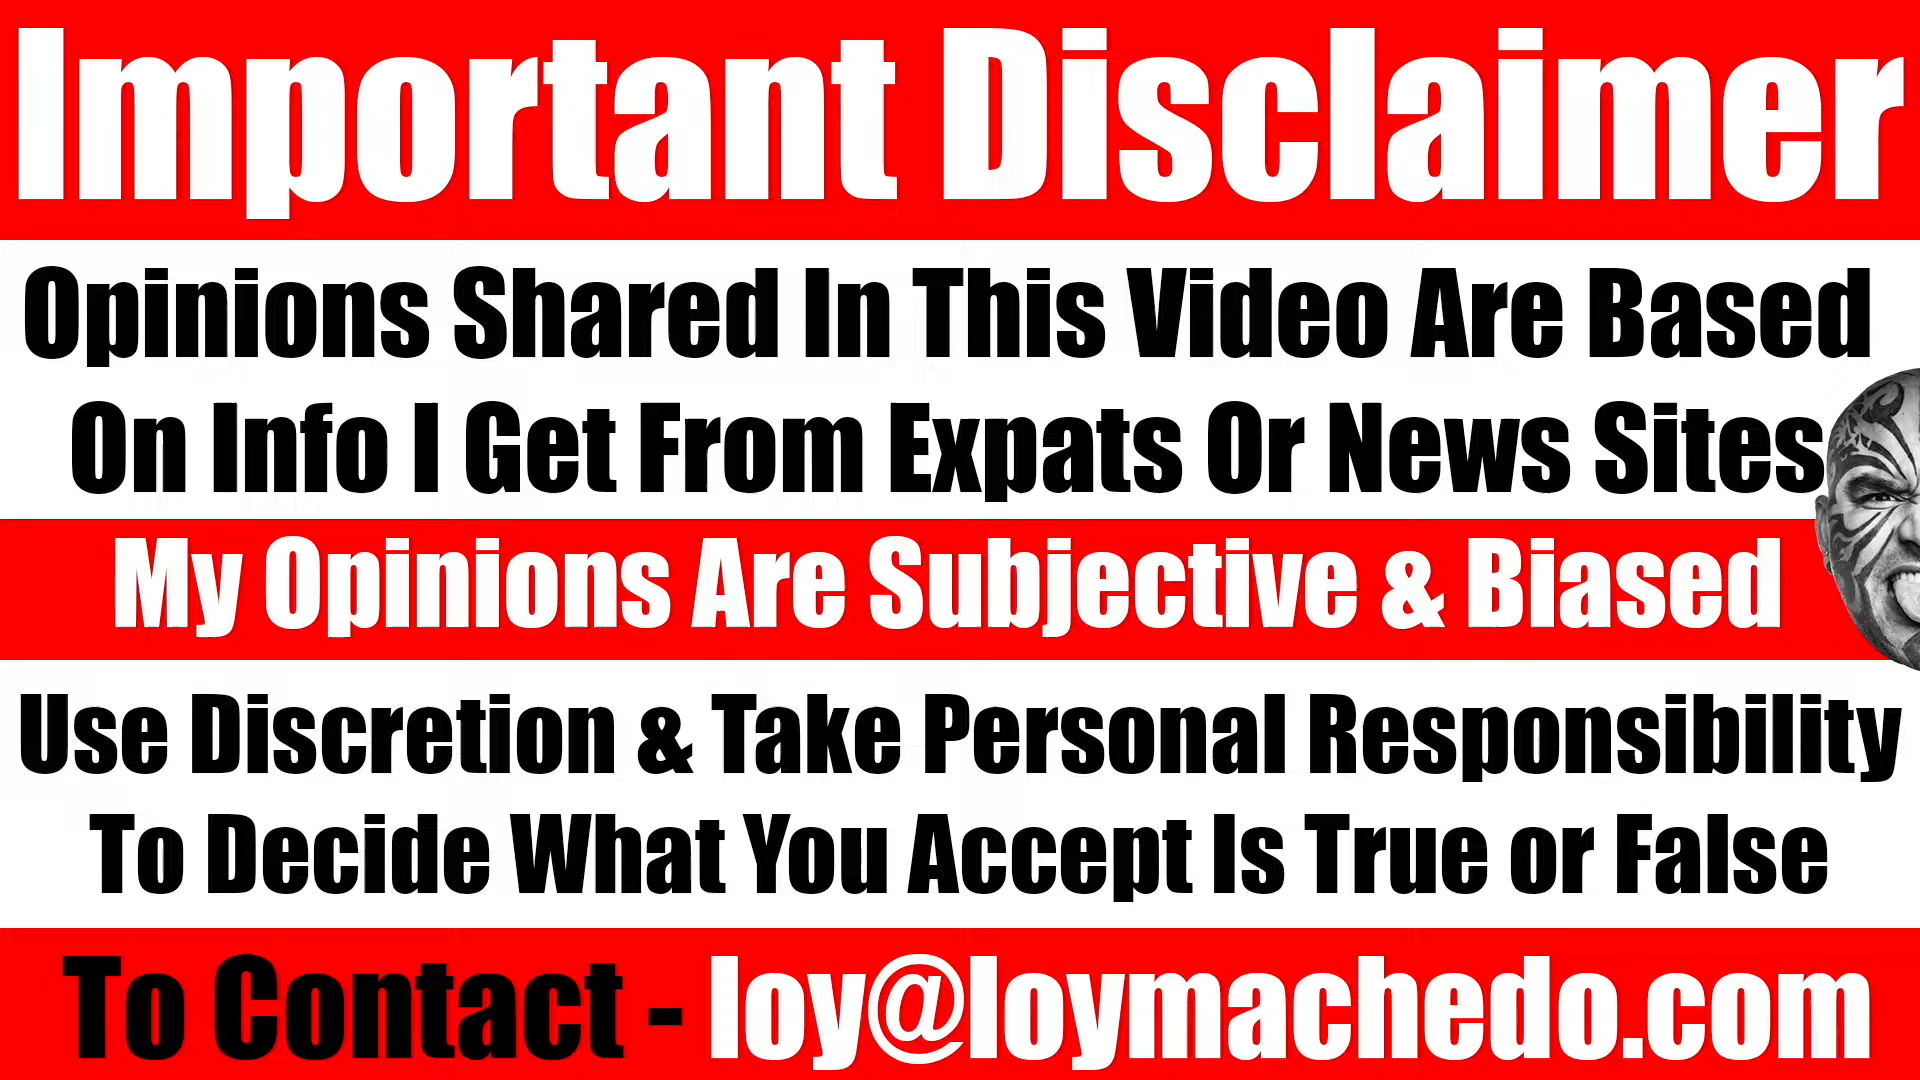 Important Disclaimer
Opinions Shared In This Video Are Based
On Info I Get From Expats Or News Sites
My Opinions Are Subjective & Biased
Use Discretion & Take Personal Responsibility
To Decide What You Accept Is True or False
To Contact - loy@loymachedo.com